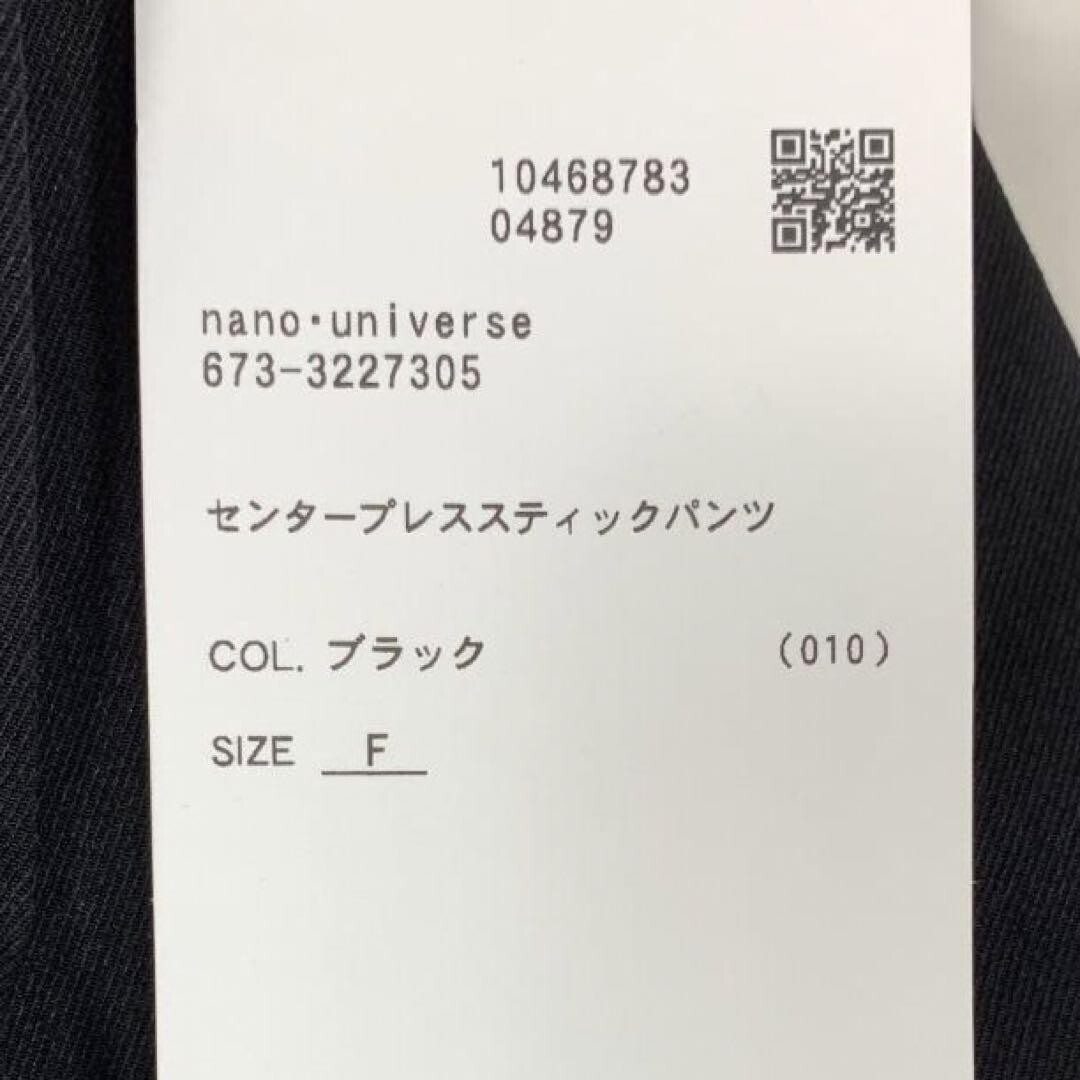 10468783
04879
nano・universe
673-3227305
センタープレススティックパンツ
COL. ブラック (010)
SIZE F